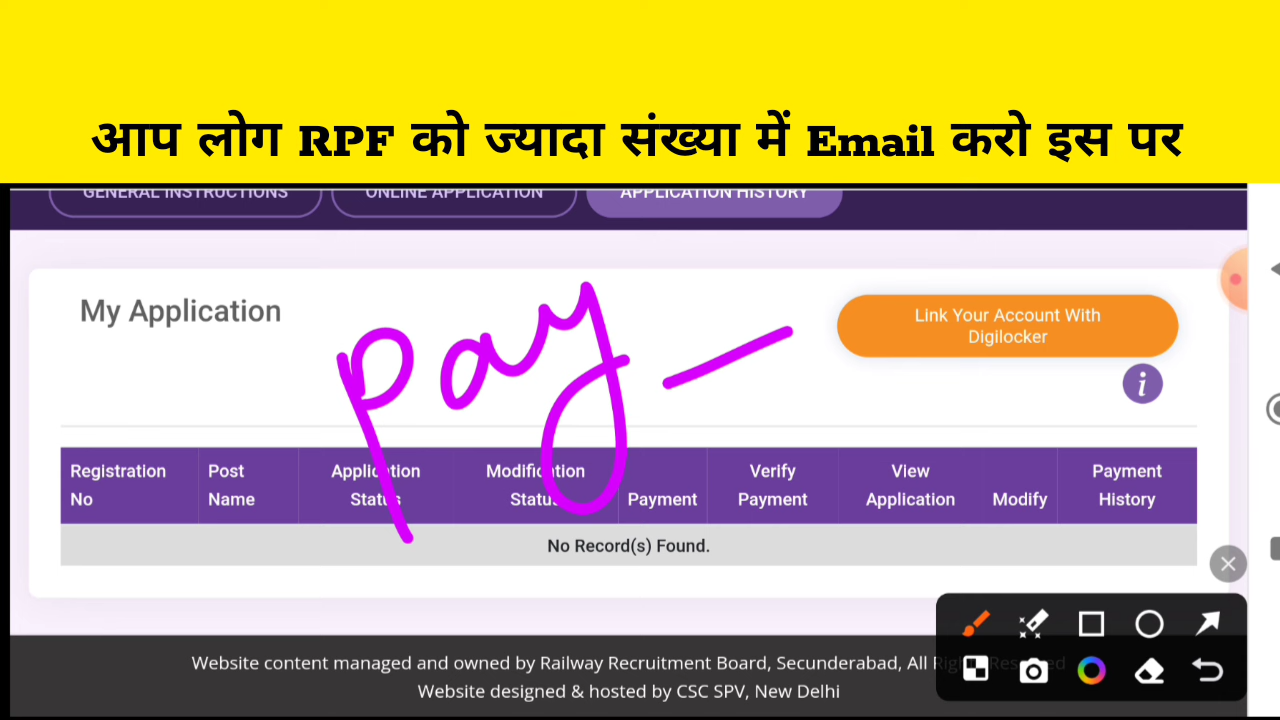 आप लोग RPF को ज्यादा संख्या में Email करो इस पर
GENERAL INSTRUCTIONS ONLINE APPLICATION APPLICATION HISTORY
My Application
Pay -
Link Your Account With
Digilocker
i
Registration No Post Name Application Status Modification Status Payment Verify Payment View Application Modify Payment History
No Record(s) Found.
Website content managed and owned by Railway Recruitment Board, Secunderabad, All Rights Reserved
Website designed & hosted by CSC SPV, New Delhi